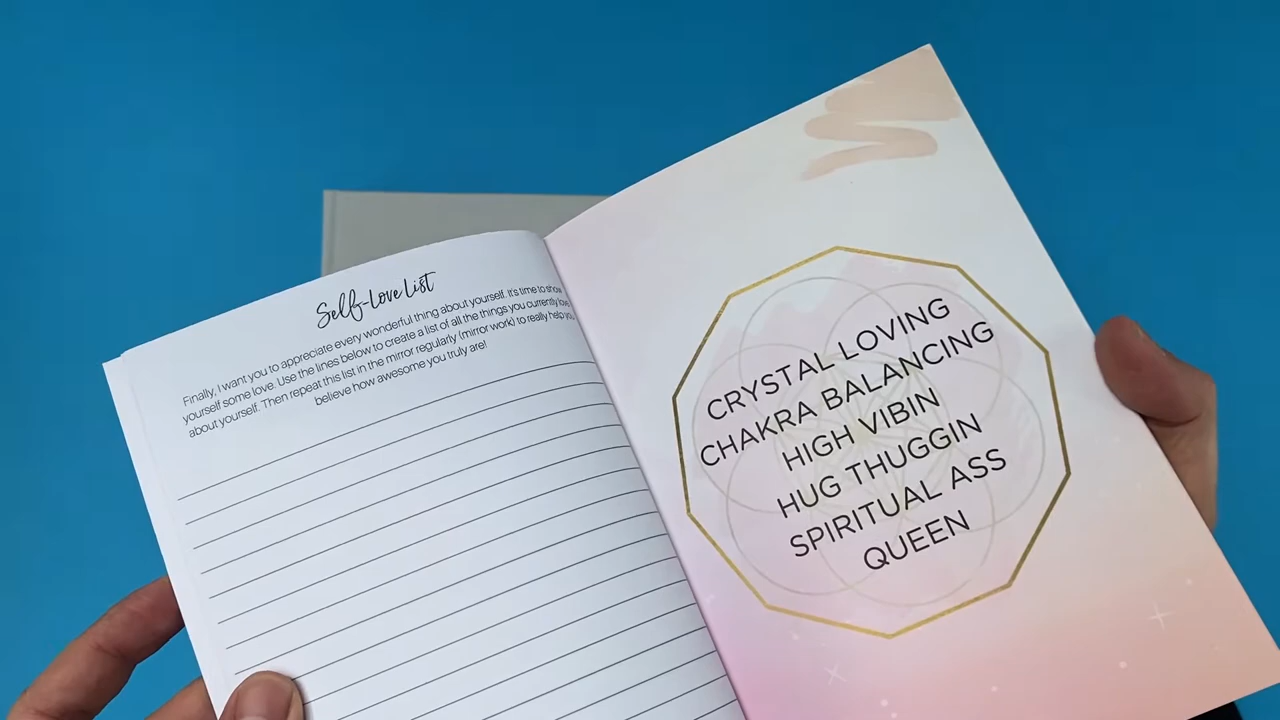 Self-Love List
Finally, I want you to appreciate every wonderful thing about yourself. It's time to show
yourself some love. Use the lines below to create a list of all the things you currently love
about yourself. Then repeat this list in the mirror regularly (mirror work) to really help you
believe how awesome you truly are!
CRYSTAL LOVING
CHAKRA BALANCING
HIGH VIBIN
HUG THUGGIN
SPIRITUAL ASS
QUEEN